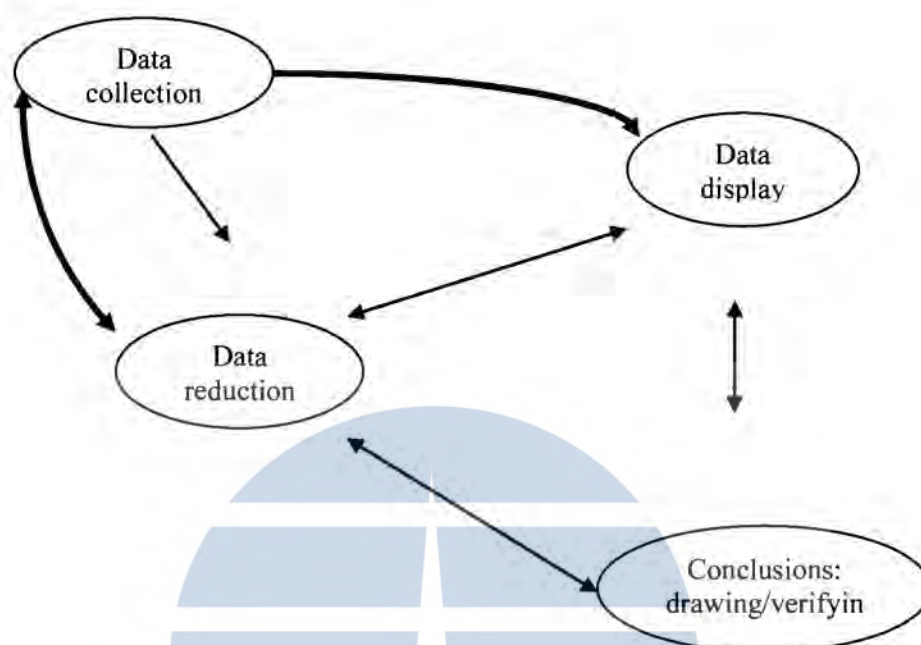 Data
collection
Data
display
Data
reduction
Conclusions:
drawing/verifyin